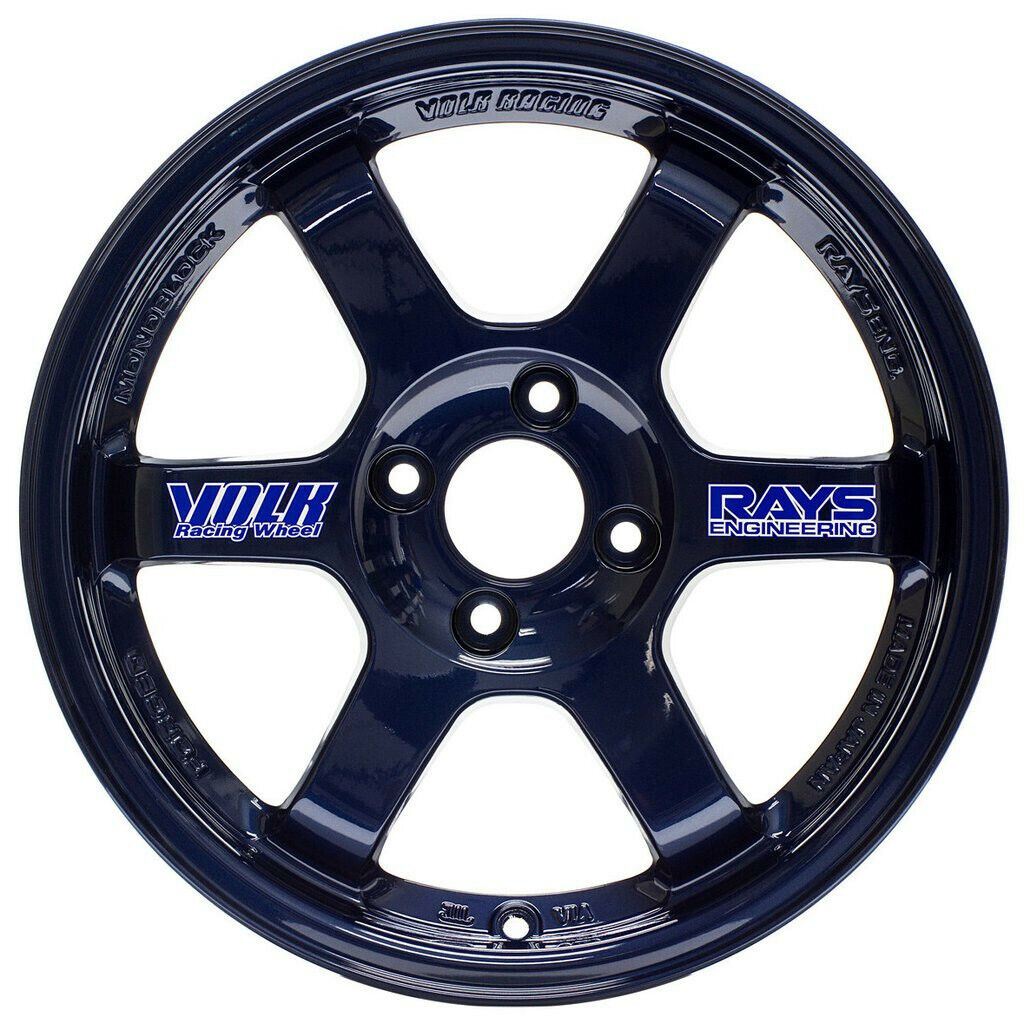 VOLK RACING
MONOBLOCK
RAYS ENG.
VOLK
Racing Wheel
RAYS
ENGINEERING
FORGED
MADE IN JAPAN
JWL
VIA